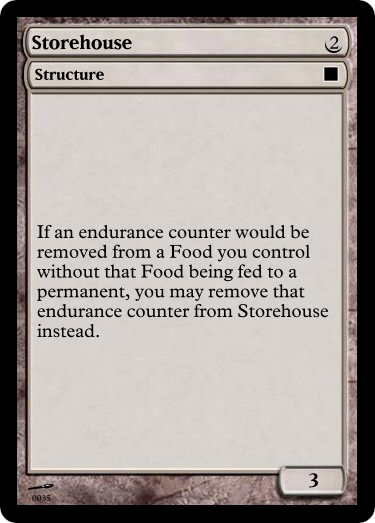 Storehouse 2
Structure
If an endurance counter would be
removed from a Food you control
without that Food being fed to a
permanent, you may remove that
endurance counter from Storehouse
instead.
3
0035